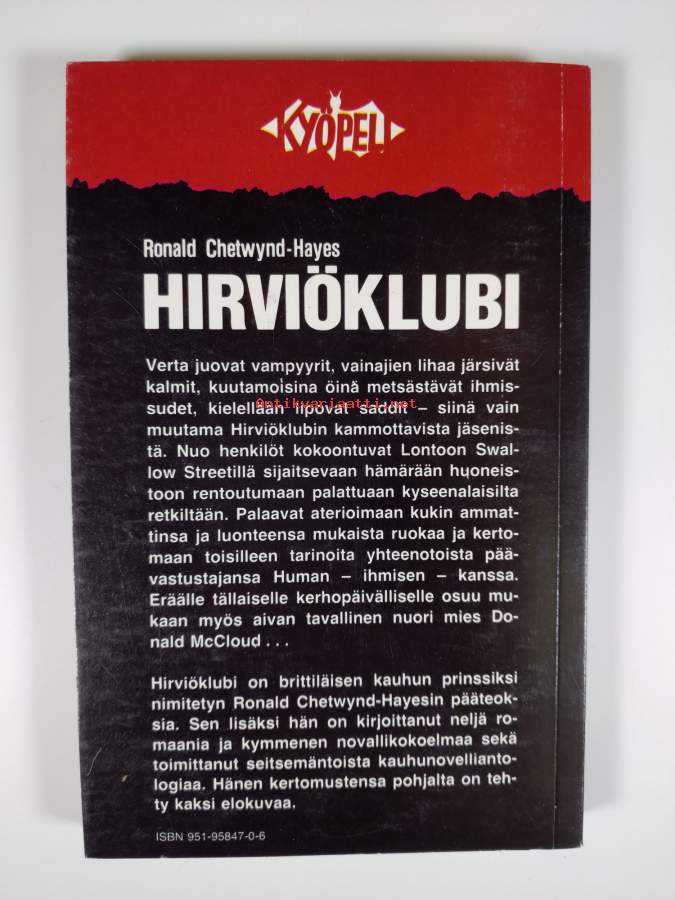 KYÖPELI
Ronald Chetwynd-Hayes
HIRVIÖKLUBI
Verta juovat vampyyrit, vainajien lihaa järsivät
kalmit, kuutamoisina öinä metsästävät ihmis-
sudet, kielellään lipovat saddit – siinä vain
Antikvariaatti.net
muutama Hirviöklubin kammottavista jäsenis-
tä. Nuo henkilöt kokoontuvat Lontoon Swal-
low Streetillä sijaitsevaan hämärään huoneis-
toon rentoutumaan palattuaan kyseenalaisilta
retkiltään. Palaavat aterioimaan kukin ammat-
tinsa ja luonteensa mukaista ruokaa ja kerto-
maan toisilleen tarinoita yhteenotoista pää-
vastustajansa Human – ihmisen – kanssa.
Eräälle tällaiselle kerhopäivälliselle osuu mu-
kaan myös aivan tavallinen nuori mies Do-
nald McCloud ...
Hirviöklubi on brittiläisen kauhun prinssiksi
nimitetyn Ronald Chetwynd-Hayesin pääteok-
sia. Sen lisäksi hän on kirjoittanut neljä ro-
maania ja kymmenen novallikokoelmaa sekä
toimittanut seitsemäntoista kauhunovellianto-
logiaa. Hänen kertomustensa pohjalta on teh-
ty kaksi elokuvaa.
ISBN 951-95847-0-6